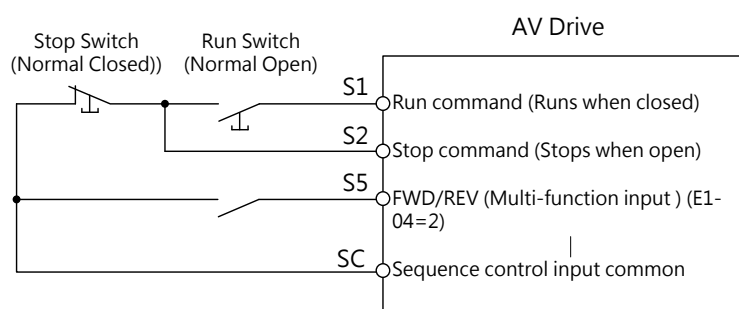 AV Drive
Stop Switch
(Normal Closed))
Run Switch
(Normal Open)
S1
Run command (Runs when closed)
S2
Stop command (Stops when open)
S5
FWD/REV (Multi-function input ) (E1-
04=2)
SC
Sequence control input common